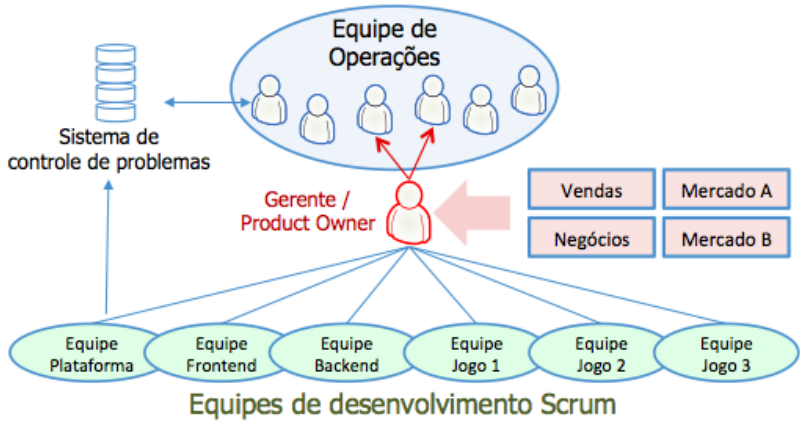 Equipe de
Operações
Sistema de
controle de problemas
Gerente /
Product Owner
Vendas
Mercado A
Negócios
Mercado B
Equipe
Plataforma
Equipe
Frontend
Equipe
Backend
Equipe
Jogo 1
Equipe
Jogo 2
Equipe
Jogo 3
Equipes de desenvolvimento Scrum